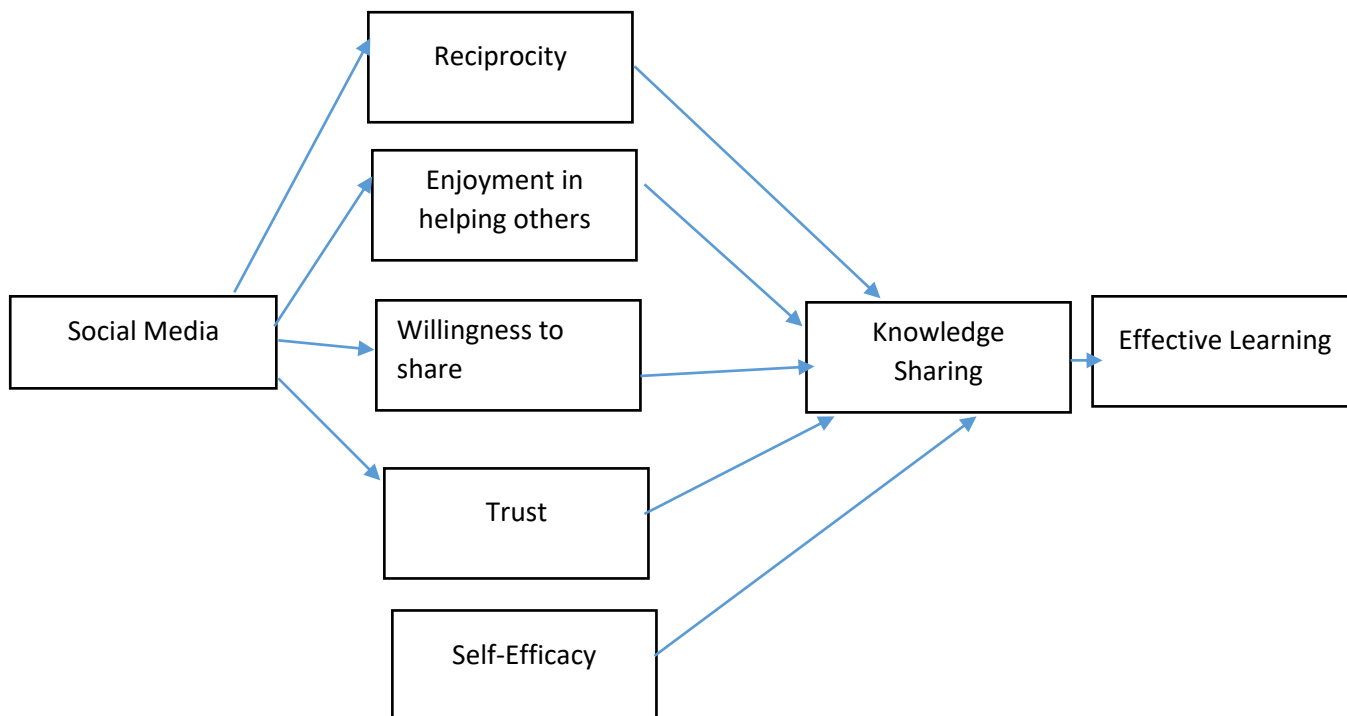 Reciprocity
Enjoyment in
helping others
Social Media
Willingness to
share
Knowledge
Sharing
Effective Learning
Trust
Self-Efficacy